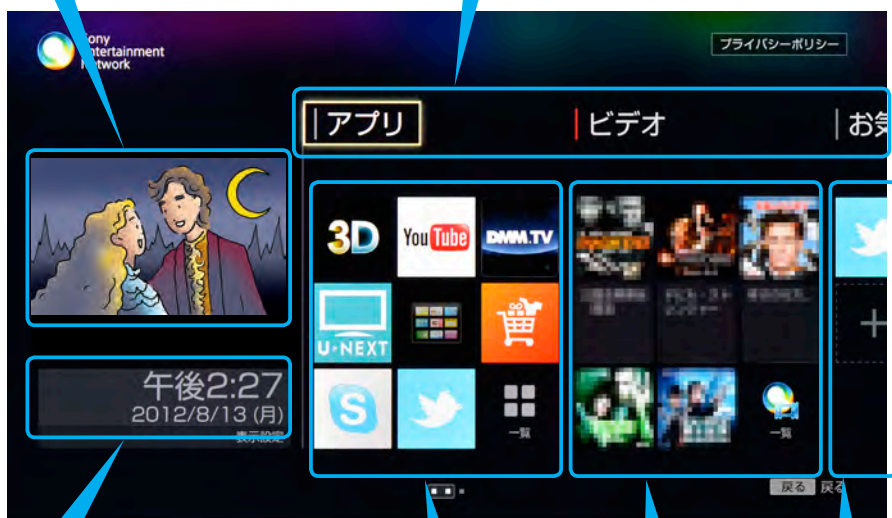 Sony
Entertainment
Network
プライバシーポリシー
アプリ
ビデオ
お気
3D
YouTube
DMM.TV
U-NEXT
S
一覧
一覧
午後2:27
2012/8/13 (月)
表示設定
戻る 戻る